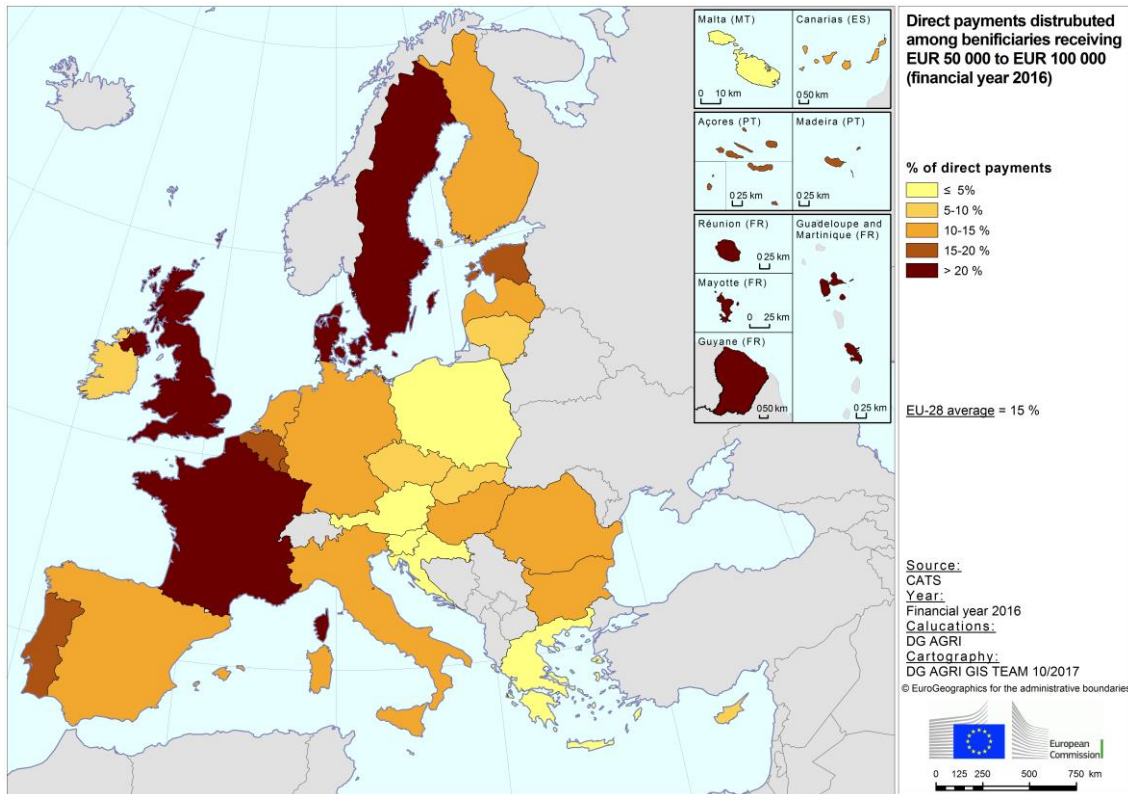 Malta (MT)
0 10 km
Canarias (ES)
0 50 km
Açores (PT)
0 25 km
Madeira (PT)
0 25 km
Réunion (FR)
0 25 km
Mayotte (FR)
0 25 km
Guyane (FR)
0 50 km
Guadeloupe and
Martinique (FR)
0 25 km
Direct payments distrubuted
among benificiaries receiving
EUR 50 000 to EUR 100 000
(financial year 2016)
% of direct payments
≤ 5%
5-10 %
10-15 %
15-20 %
> 20 %
EU-28 average = 15 %
Source:
CATS
Year:
Financial year 2016
Calucations:
DG AGRI
Cartography:
DG AGRI GIS TEAM 10/2017
© EuroGeographics for the administrative boundaries
European
Commission
0 125 250 500 750 km